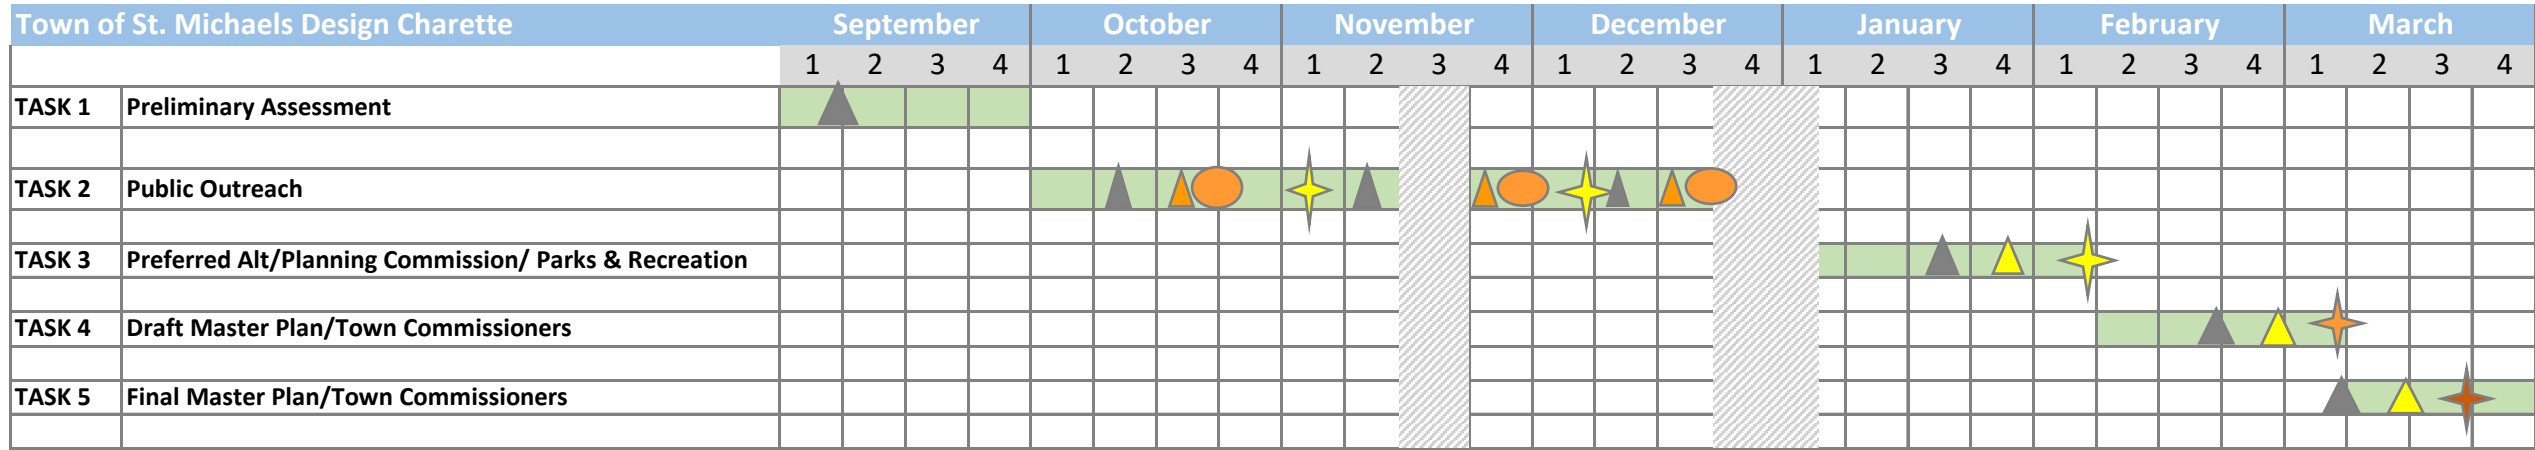 Town of St. Michaels Design Charette September October November December January February March
1 2 3 4 1 2 3 4 1 2 3 4 1 2 3 4 1 2 3 4 1 2 3 4 1 2 3 4
TASK 1 Preliminary Assessment
TASK 2 Public Outreach
TASK 3 Preferred Alt/Planning Commission/ Parks & Recreation
TASK 4 Draft Master Plan/Town Commissioners
TASK 5 Final Master Plan/Town Commissioners